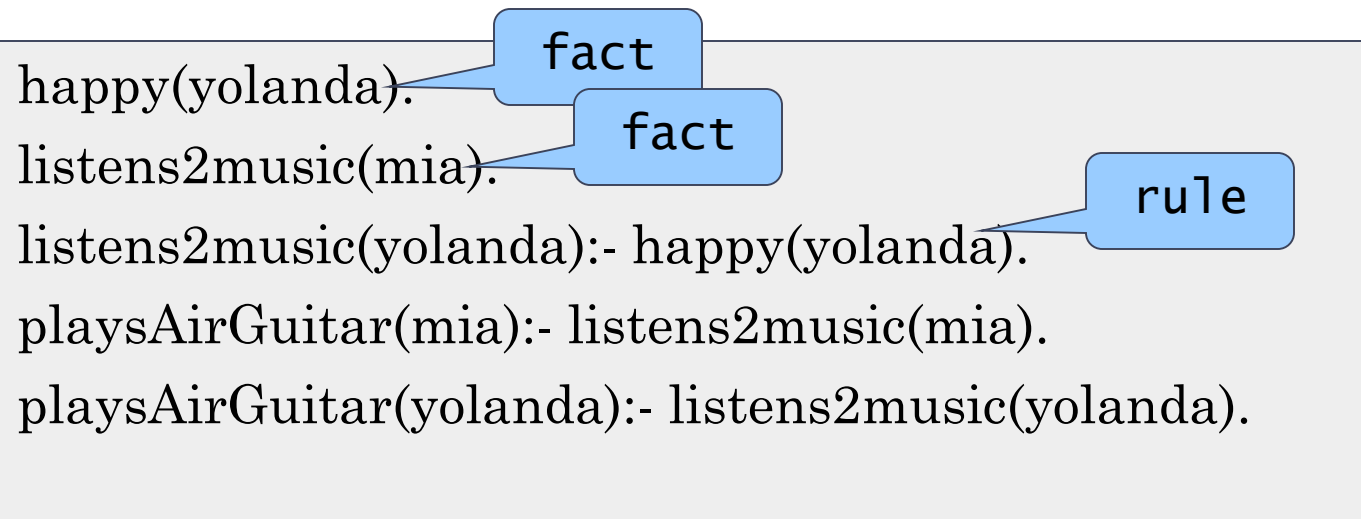 fact
happy(yolanda).
fact
listens2music(mia).
rule
listens2music(yolanda):- happy(yolanda).
playsAirGuitar(mia):- listens2music(mia).
playsAirGuitar(yolanda):- listens2music(yolanda).